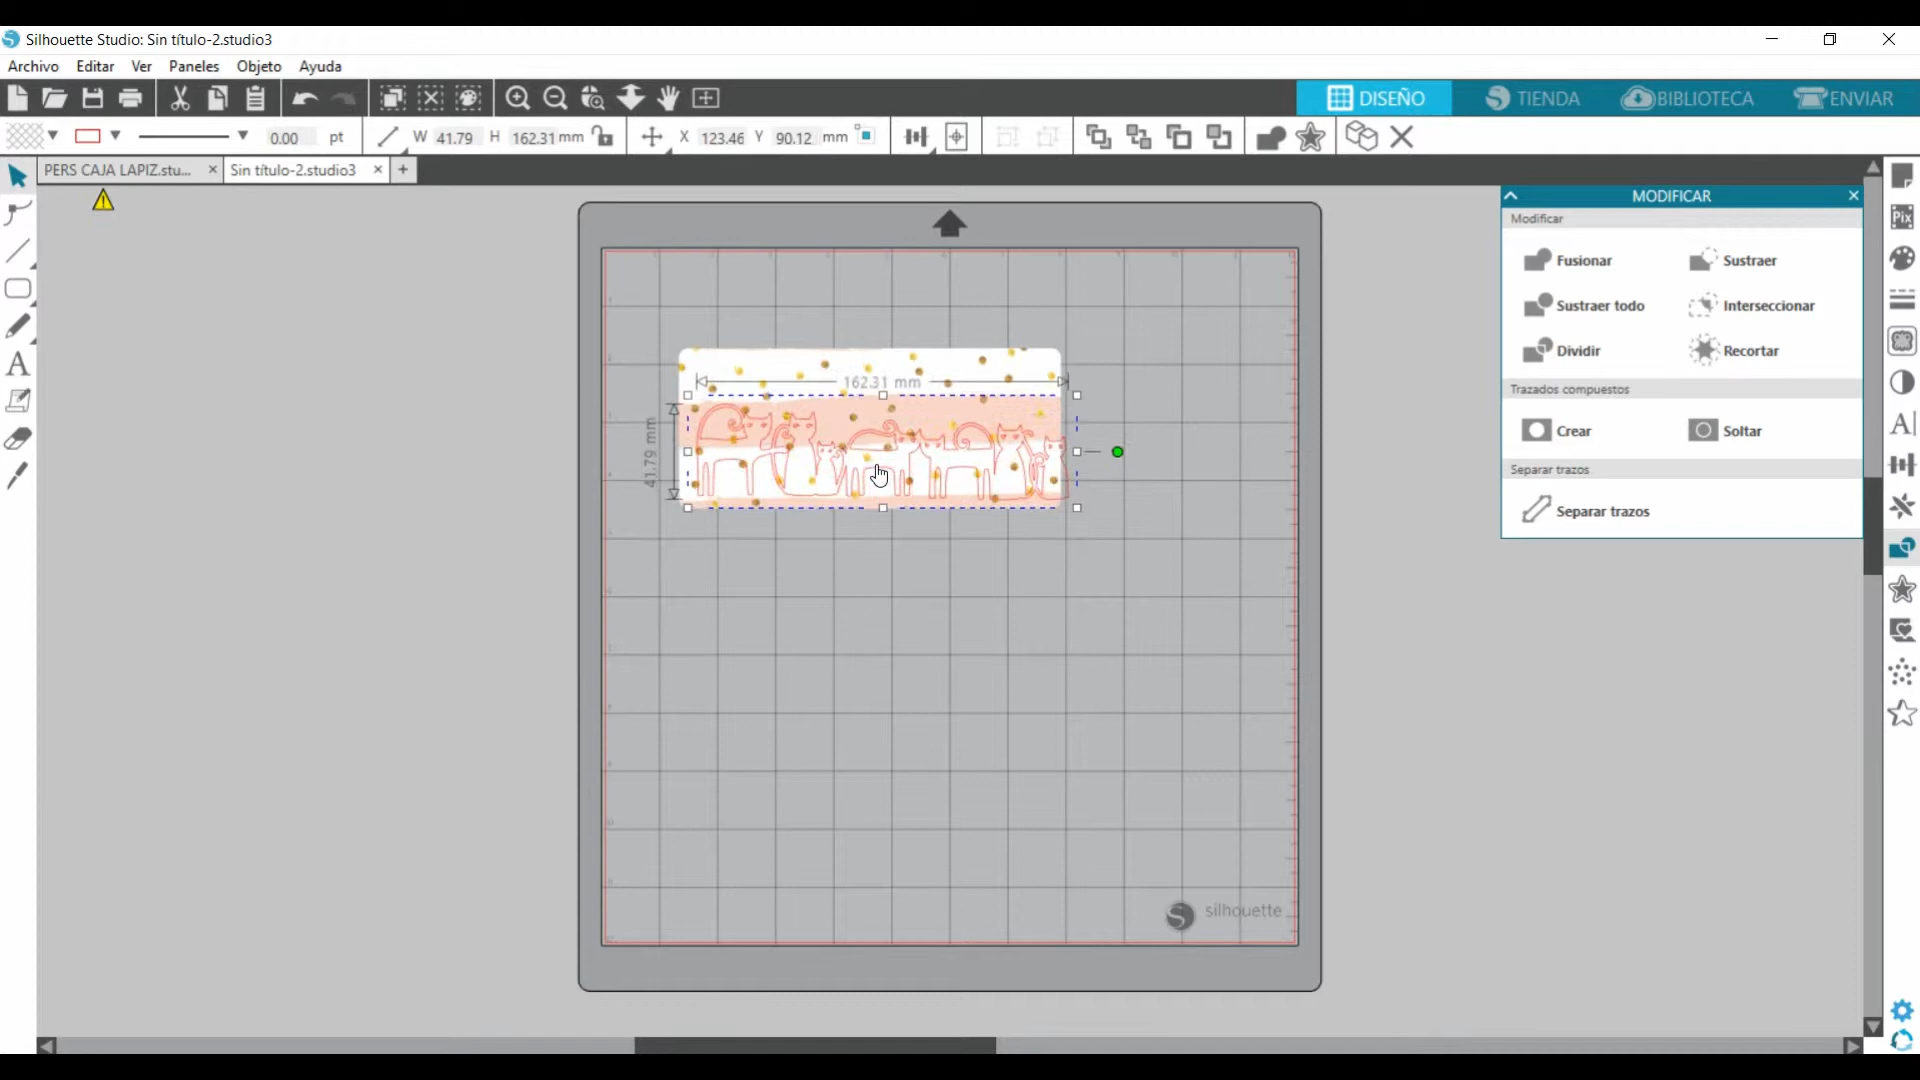 Silhouette Studio: Sin título-2.studio3
Archivo Editar Ver Paneles Objeto Ayuda
DISEÑO TIENDA BIBLIOTECA ENVIAR
0.00 pt W 41.79 H 162.31 mm X 123.46 Y 90.12 mm
PERS CAJA LAPIZ.stu... Sin título-2.studio3
MODIFICAR
Modificar
Fusionar Sustraer
Sustraer todo Interseccionar
Dividir Recortar
Trazados compuestos
Crear Soltar
Separar trazos
Separar trazos
Pix
A
A
162.31 mm
41.79 mm
silhouette